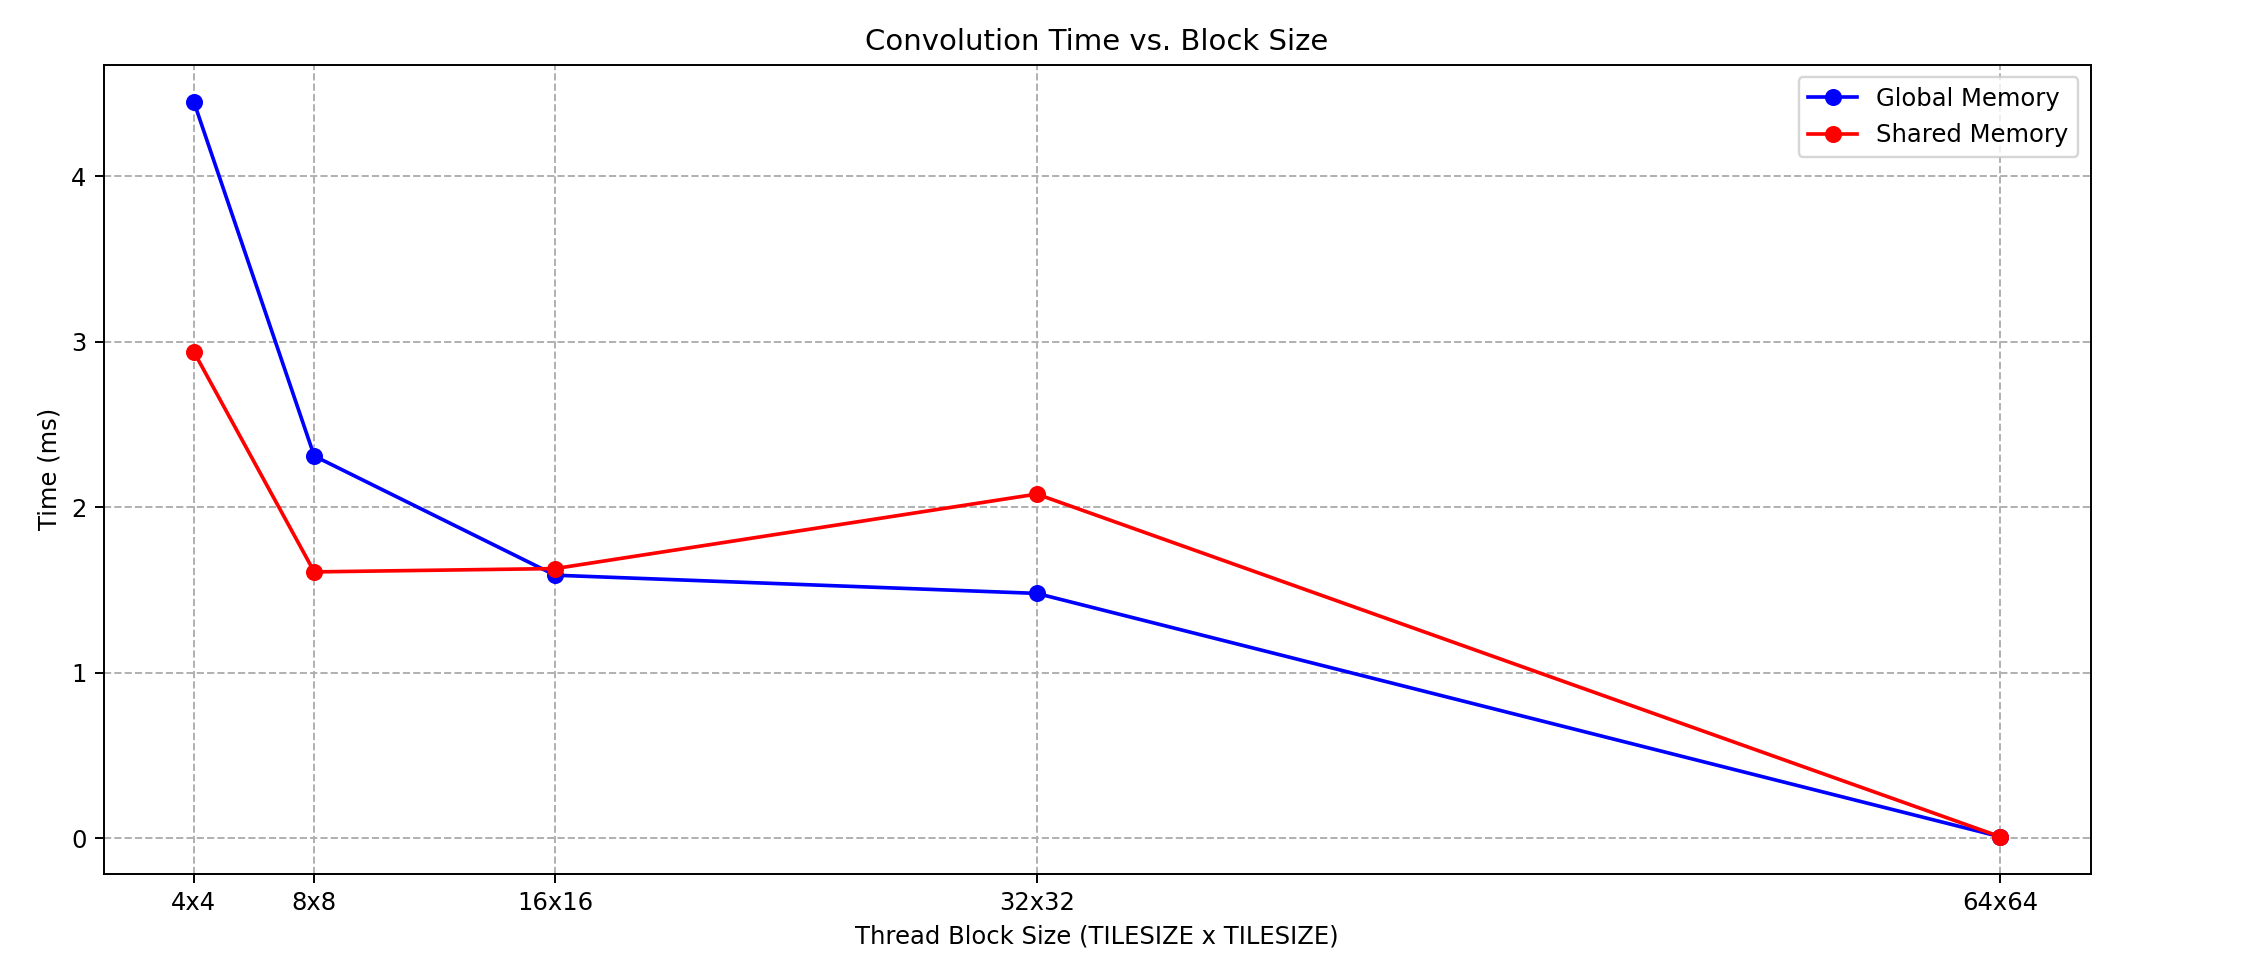 Convolution Time vs. Block Size
Global Memory
Shared Memory
Time (ms)
4
3
2
1
0
4x4 8x8 16x16 32x32 64x64
Thread Block Size (TILESIZE x TILESIZE)